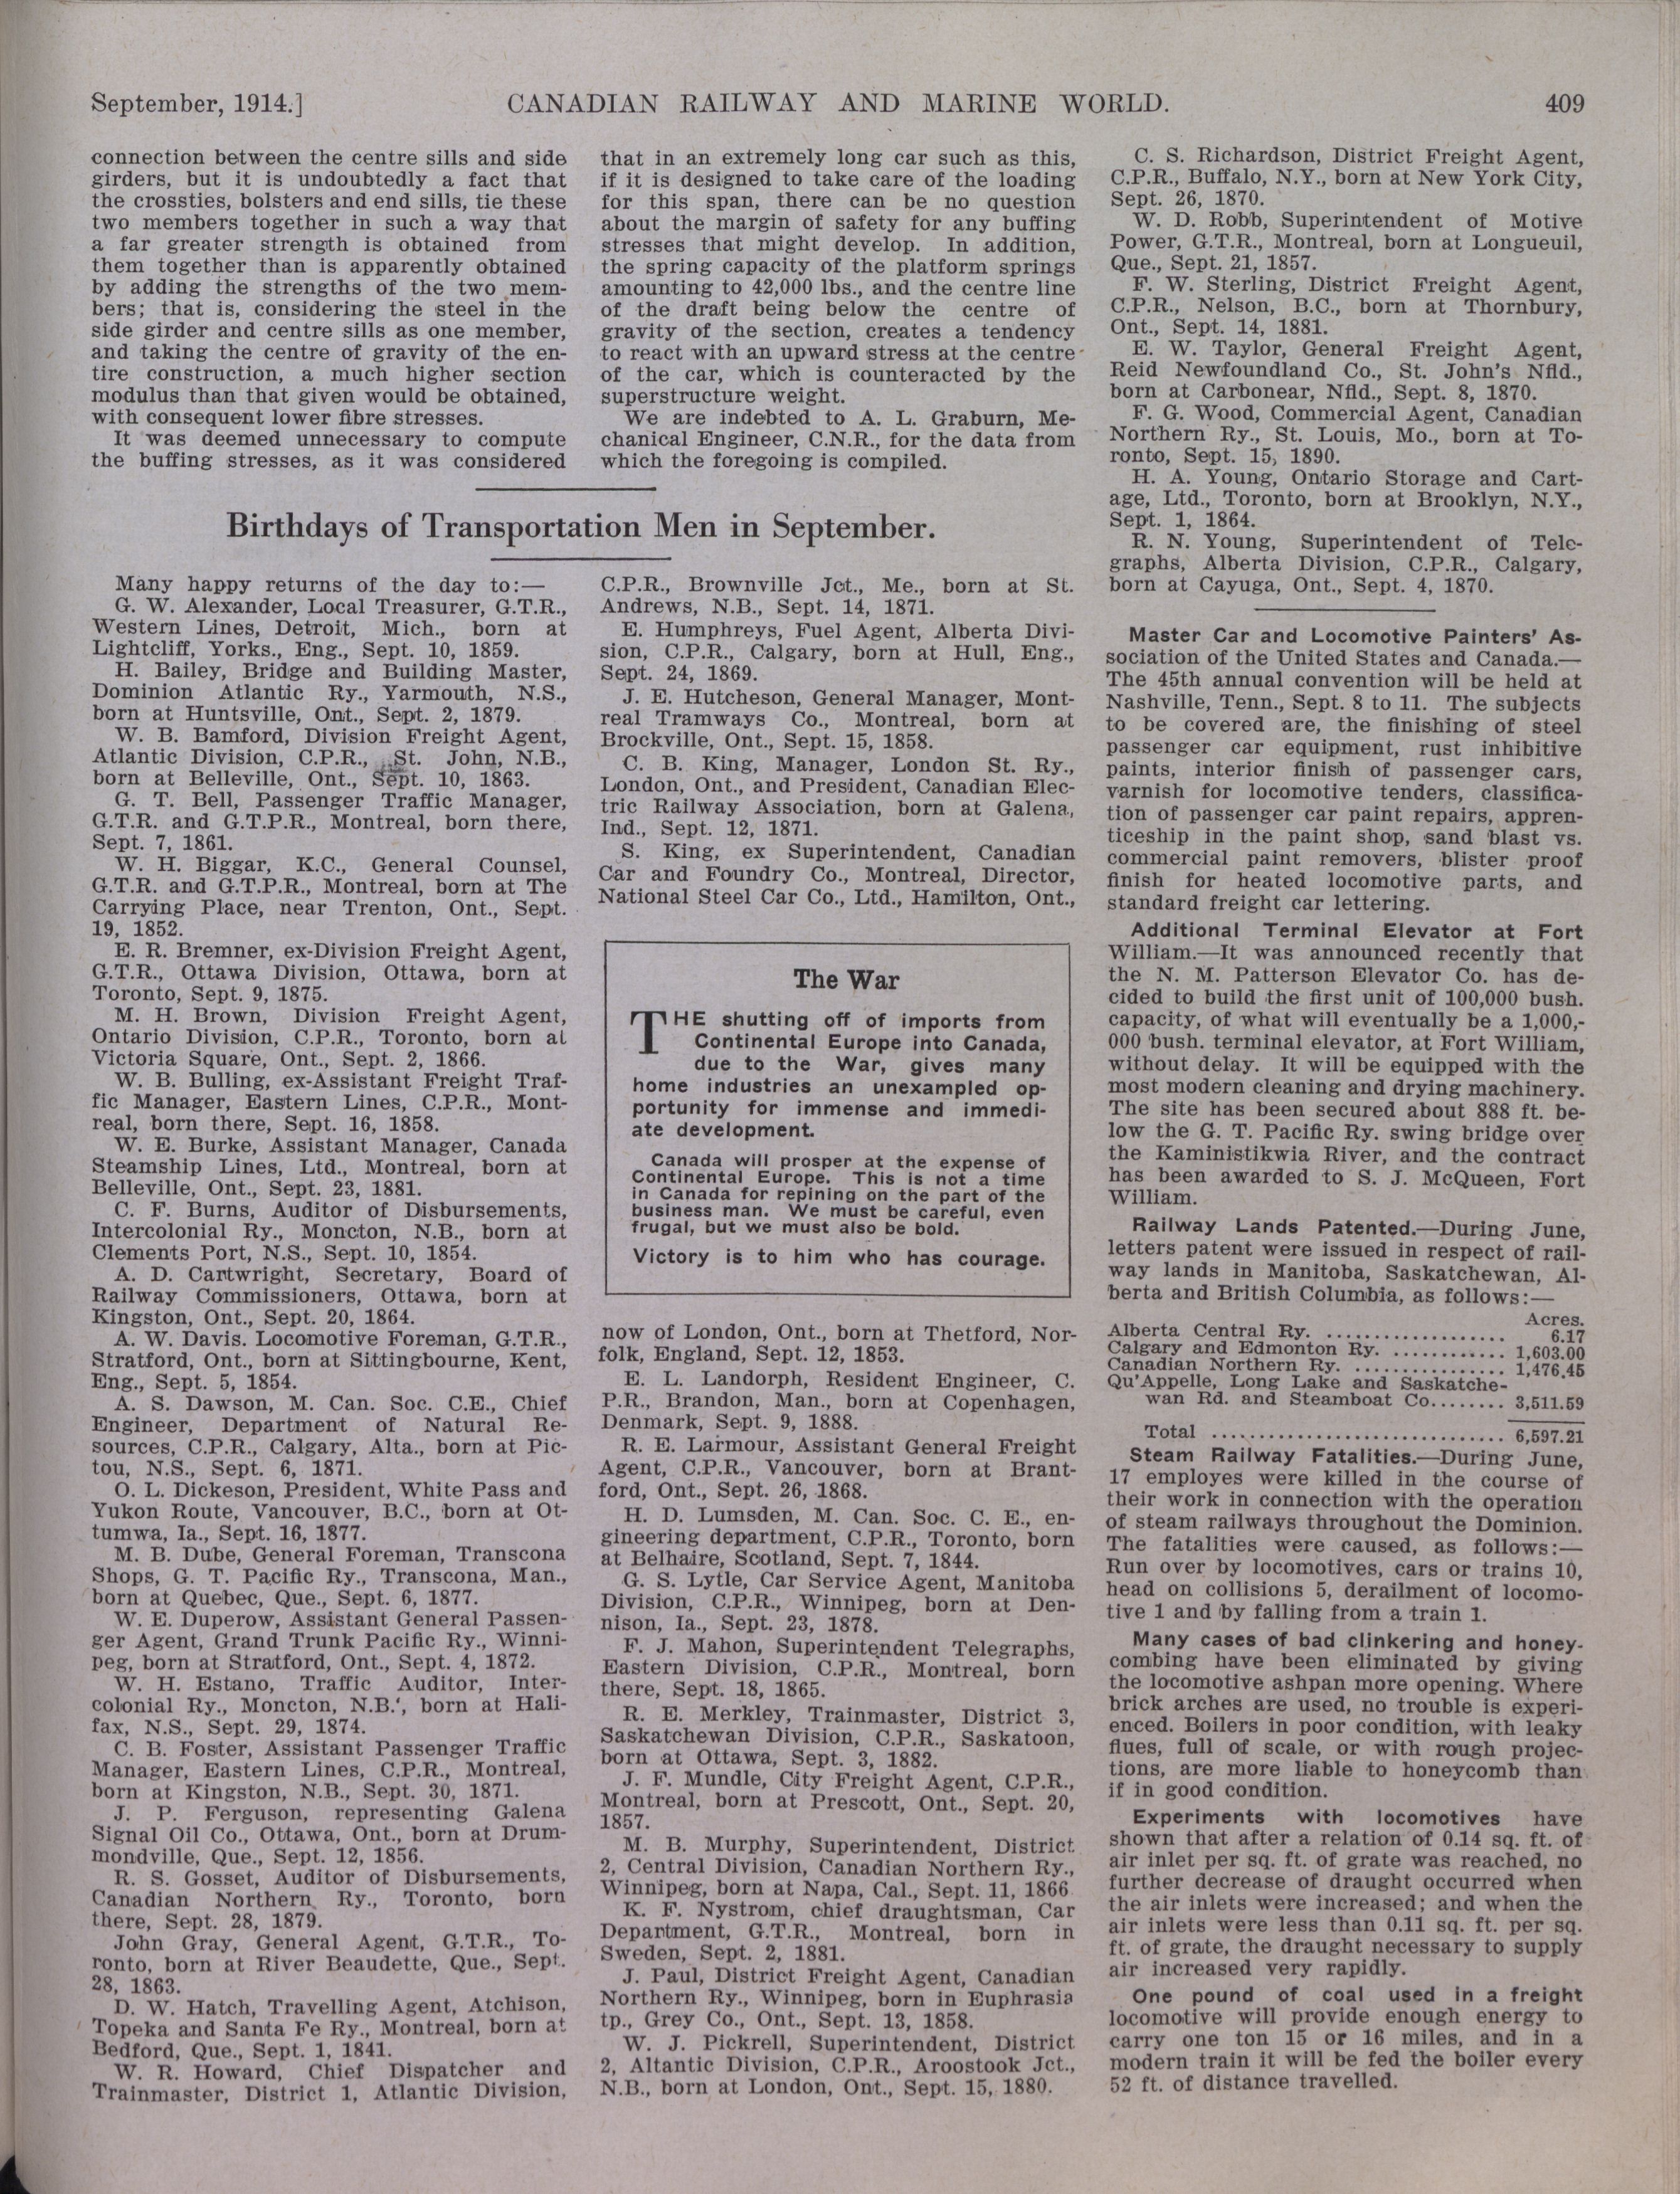 September, 1914.] CANADIAN RAILWAY AND MARINE WORLD. 409
connection between the centre sills and side
girders, but it is undoubtedly a fact that
the crossties, bolsters and end sills, tie these
two members together in such a way that
a far greater strength is obtained from
them together than is apparently obtained
by adding the strengths of the two mem-
bers; that is, considering the steel in the
side girder and centre sills as one member,
and taking the centre of gravity of the en-
tire construction, a much higher section
modulus than that given would be obtained,
with consequent lower fibre stresses.
It was deemed unnecessary to compute
the buffing stresses, as it was considered
that in an extremely long car such as this,
if it is designed to take care of the loading
for this span, there can be no question
about the margin of safety for any buffing
stresses that might develop. In addition,
the spring capacity of the platform springs
amounting to 42,000 lbs., and the centre line
of the draft being below the centre of
gravity of the section, creates a tendency
to react with an upward stress at the centre
of the car, which is counteracted by the
superstructure weight.
We are indebted to A. L. Graburn, Me-
chanical Engineer, C.N.R., for the data from
which the foregoing is compiled.
Birthdays of Transportation Men in September.
Many happy returns of the day to:—
G. W. Alexander, Local Treasurer, G.T.R.,
Western Lines, Detroit, Mich., born at
Lightcliff, Yorks., Eng., Sept. 10, 1859.
H. Bailey, Bridge and Building Master,
Dominion Atlantic Ry., Yarmouth, N.S.,
born at Huntsville, Ont., Sept. 2, 1879.
W. B. Bamford, Division Freight Agent,
Atlantic Division, C.P.R., St. John, N.B.,
born at Belleville, Ont., Sept. 10, 1863.
G. T. Bell, Passenger Traffic Manager,
G.T.R. and G.T.P.R., Montreal, born there,
Sept. 7, 1861.
W. H. Biggar, K.C., General Counsel,
G.T.R. and G.T.P.R., Montreal, born at The
Carrying Place, near Trenton, Ont., Sept.
19, 1852.
E. R. Bremner, ex-Division Freight Agent,
G.T.R., Ottawa Division, Ottawa, born at
Toronto, Sept. 9, 1875.
M. H. Brown, Division Freight Agent,
Ontario Division, C.P.R., Toronto, born at
Victoria Square, Ont., Sept. 2, 1866.
W. B. Bulling, ex-Assistant Freight Traf-
fic Manager, Eastern Lines, C.P.R., Mont-
real, born there, Sept. 16, 1858.
W. E. Burke, Assistant Manager, Canada
Steamship Lines, Ltd., Montreal, born at
Belleville, Ont., Sept. 23, 1881.
C. F. Burns, Auditor of Disbursements,
Intercolonial Ry., Moncton, N.B., born at
Clements Port, N.S., Sept. 10, 1854.
A. D. Cartwright, Secretary, Board of
Railway Commissioners, Ottawa, born at
Kingston, Ont., Sept. 20, 1864.
A. W. Davis. Locomotive Foreman, G.T.R.,
Stratford, Ont., born at Sittingbourne, Kent,
Eng., Sept. 5, 1854.
A. S. Dawson, M. Can. Soc. C.E., Chief
Engineer, Department of Natural Re-
sources, C.P.R., Calgary, Alta., born at Pic-
tou, N.S., Sept. 6, 1871.
O. L. Dickeson, President, White Pass and
Yukon Route, Vancouver, B.C., born at Ot-
tumwa, Ia., Sept. 16, 1877.
M. B. Dube, General Foreman, Transcona
Shops, G. T. Pacific Ry., Transcona, Man.,
born at Quebec, Que., Sept. 6, 1877.
W. E. Duperow, Assistant General Passen-
ger Agent, Grand Trunk Pacific Ry., Winni-
peg, born at Stratford, Ont., Sept. 4, 1872.
W. H. Estano, Traffic Auditor, Inter-
colonial Ry., Moncton, N.B.', born at Hali-
fax, N.S., Sept. 29, 1874.
C. B. Foster, Assistant Passenger Traffic
Manager, Eastern Lines, C.P.R., Montreal,
born at Kingston, N.B., Sept. 30, 1871.
J. P. Ferguson, representing Galena
Signal Oil Co., Ottawa, Ont., born at Drum-
mondville, Que., Sept. 12, 1856.
R. S. Gosset, Auditor of Disbursements,
Canadian Northern Ry., Toronto, born
there, Sept. 28, 1879.
John Gray, General Agent, G.T.R., To-
ronto, born at River Beaudette, Que., Sept.
28, 1863.
D. W. Hatch, Travelling Agent, Atchison,
Topeka and Santa Fe Ry., Montreal, born at
Bedford, Que., Sept. 1, 1841.
W. R. Howard, Chief Dispatcher and
Trainmaster, District 1, Atlantic Division,
C.P.R., Brownville Jct., Me., born at St.
Andrews, N.B., Sept. 14, 1871.
E. Humphreys, Fuel Agent, Alberta Divi-
sion, C.P.R., Calgary, born at Hull, Eng.,
Sept. 24, 1869.
J. E. Hutcheson, General Manager, Mont-
real Tramways Co., Montreal, born at
Brockville, Ont., Sept. 15, 1858.
C. B. King, Manager, London St. Ry.,
London, Ont., and President, Canadian Elec-
tric Railway Association, born at Galena,
Ind., Sept. 12, 1871.
S. King, ex Superintendent, Canadian
Car and Foundry Co., Montreal, Director,
National Steel Car Co., Ltd., Hamilton, Ont.,
The War
THE shutting off of imports from
Continental Europe into Canada,
due to the War, gives many
home industries an unexampled op-
portunity for immense and immedi-
ate development.
Canada will prosper at the expense of
Continental Europe. This is not a time
in Canada for repining on the part of the
business man. We must be careful, even
frugal, but we must also be bold.
Victory is to him who has courage.
now of London, Ont., born at Thetford, Nor-
folk, England, Sept. 12, 1853.
E. L. Landorph, Resident Engineer, C.
P.R., Brandon, Man., born at Copenhagen,
Denmark, Sept. 9, 1888.
R. E. Larmour, Assistant General Freight
Agent, C.P.R., Vancouver, born at Brant-
ford, Ont., Sept. 26, 1868.
H. D. Lumsden, M. Can. Soc. C. E., en-
gineering department, C.P.R., Toronto, born
at Belhaire, Scotland, Sept. 7, 1844.
G. S. Lytle, Car Service Agent, Manitoba
Division, C.P.R., Winnipeg, born at Den-
nison, Ia., Sept. 23, 1878.
F. J. Mahon, Superintendent Telegraphs,
Eastern Division, C.P.R., Montreal, born
there, Sept. 18, 1865.
R. E. Merkley, Trainmaster, District 3,
Saskatchewan Division, C.P.R., Saskatoon,
born at Ottawa, Sept. 3, 1882.
J. F. Mundle, City Freight Agent, C.P.R.,
Montreal, born at Prescott, Ont., Sept. 20,
1857.
M. B. Murphy, Superintendent, District
2, Central Division, Canadian Northern Ry.,
Winnipeg, born at Napa, Cal., Sept. 11, 1866
K. F. Nystrom, chief draughtsman, Car
Department, G.T.R., Montreal, born in
Sweden, Sept. 2, 1881.
J. Paul, District Freight Agent, Canadian
Northern Ry., Winnipeg, born in Euphrasia
tp., Grey Co., Ont., Sept. 13, 1858.
W. J. Pickrell, Superintendent, District
2, Altantic Division, C.P.R., Aroostook Jct.,
N.B., born at London, Ont., Sept. 15, 1880.
C. S. Richardson, District Freight Agent,
C.P.R., Buffalo, N.Y., born at New York City,
Sept. 26, 1870.
W. D. Robb, Superintendent of Motive
Power, G.T.R., Montreal, born at Longueuil,
Que., Sept. 21, 1857.
F. W. Sterling, District Freight Agent,
C.P.R., Nelson, B.C., born at Thornbury,
Ont., Sept. 14, 1881.
E. W. Taylor, General Freight Agent,
Reid Newfoundland Co., St. John's Nfld.,
born at Carbonear, Nfld., Sept. 8, 1870.
F. G. Wood, Commercial Agent, Canadian
Northern Ry., St. Louis, Mo., born at To-
ronto, Sept. 15, 1890.
H. A. Young, Ontario Storage and Cart-
age, Ltd., Toronto, born at Brooklyn, N.Y.,
Sept. 1, 1864.
R. N. Young, Superintendent of Tele-
graphs, Alberta Division, C.P.R., Calgary,
born at Cayuga, Ont., Sept. 4, 1870.
Master Car and Locomotive Painters' As-
sociation of the United States and Canada.—
The 45th annual convention will be held at
Nashville, Tenn., Sept. 8 to 11. The subjects
to be covered are, the finishing of steel
passenger car equipment, rust inhibitive
paints, interior finish of passenger cars,
varnish for locomotive tenders, classifica-
tion of passenger car paint repairs, appren-
ticeship in the paint shop, sand blast vs.
commercial paint removers, blister proof
finish for heated locomotive parts, and
standard freight car lettering.
Additional Terminal Elevator at Fort
William.—It was announced recently that
the N. M. Patterson Elevator Co. has de-
cided to build the first unit of 100,000 bush.
capacity, of what will eventually be a 1,000,-
000 bush. terminal elevator, at Fort William,
without delay. It will be equipped with the
most modern cleaning and drying machinery.
The site has been secured about 888 ft. be-
low the G. T. Pacific Ry. swing bridge over
the Kaministikwia River, and the contract
has been awarded to S. J. McQueen, Fort
William.
Railway Lands Patented.—During June,
letters patent were issued in respect of rail-
way lands in Manitoba, Saskatchewan, Al-
berta and British Columbia, as follows:—
Acres.
Alberta Central Ry. ................... 6.17
Calgary and Edmonton Ry. ............ 1,603.00
Canadian Northern Ry. ................ 1,476.45
Qu'Appelle, Long Lake and Saskatche-
wan Rd. and Steamboat Co........ 3,511.59
Total .............................. 6,597.21
Steam Railway Fatalities.—During June,
17 employes were killed in the course of
their work in connection with the operation
of steam railways throughout the Dominion.
The fatalities were caused, as follows:—
Run over by locomotives, cars or trains 10,
head on collisions 5, derailment of locomo-
tive 1 and by falling from a train 1.
Many cases of bad clinkering and honey-
combing have been eliminated by giving
the locomotive ashpan more opening. Where
brick arches are used, no trouble is experi-
enced. Boilers in poor condition, with leaky
flues, full of scale, or with rough projec-
tions, are more liable to honeycomb than
if in good condition.
Experiments with locomotives have
shown that after a relation of 0.14 sq. ft. of
air inlet per sq. ft. of grate was reached, no
further decrease of draught occurred when
the air inlets were increased; and when the
air inlets were less than 0.11 sq. ft. per sq.
ft. of grate, the draught necessary to supply
air increased very rapidly.
One pound of coal used in a freight
locomotive will provide enough energy to
carry one ton 15 or 16 miles, and in a
modern train it will be fed the boiler every
52 ft. of distance travelled.